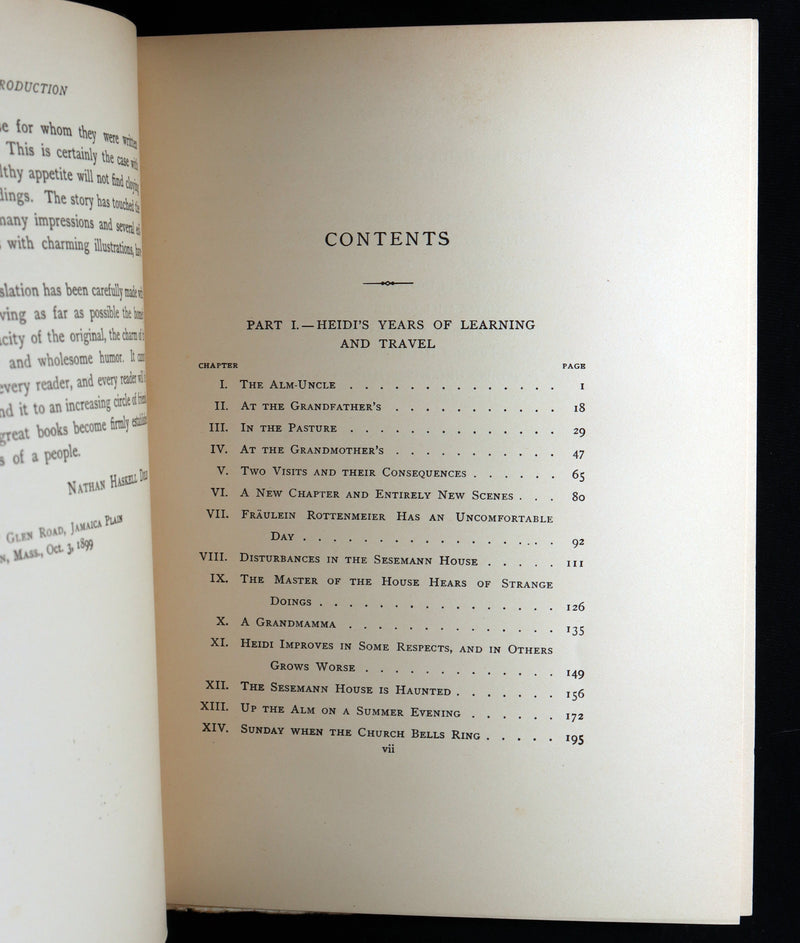 RODUCTION
e for whom they were written
This is certainly the case with
lthy appetite will not find cloying
lings. The story has touched the
many impressions and several
with charming illustrations,
slation has been carefully made
ving as far as possible the
city of the original, the charm of
and wholesome humor. It
every reader, and every reader will
nd it to an increasing circle of
great books become firmly
s of a people.
NATHAN HASKELL
GLEN ROAD, JAMAICA PLAIN
N, MASS., Oct. 3, 1899
CONTENTS
PART I.—HEIDI'S YEARS OF LEARNING
AND TRAVEL
CHAPTER PAGE
I. THE ALM-UNCLE . . . . . . . . . . . . . . 1
II. AT THE GRANDFATHER'S . . . . . . . . . . . 18
III. IN THE PASTURE . . . . . . . . . . . . . . 29
IV. AT THE GRANDMOTHER'S . . . . . . . . . . . 47
V. TWO VISITS AND THEIR CONSEQUENCES . . . . . . 65
VI. A NEW CHAPTER AND ENTIRELY NEW SCENES . . . 80
VII. FRÄULEIN ROTTENMEIER HAS AN UNCOMFORTABLE
DAY . . . . . . . . . . . . . . . . . 92
VIII. DISTURBANCES IN THE SESEMANN HOUSE . . . . . 111
IX. THE MASTER OF THE HOUSE HEARS OF STRANGE
DOINGS . . . . . . . . . . . . . . . . 126
X. A GRANDMAMMA . . . . . . . . . . . . . . 135
XI. HEIDI IMPROVES IN SOME RESPECTS, AND IN OTHERS
GROWS WORSE . . . . . . . . . . . . . 149
XII. THE SESEMANN HOUSE IS HAUNTED . . . . . . . 156
XIII. UP THE ALM ON A SUMMER EVENING . . . . . . 172
XIV. SUNDAY WHEN THE CHURCH BELLS RING . . . . . 195
vii